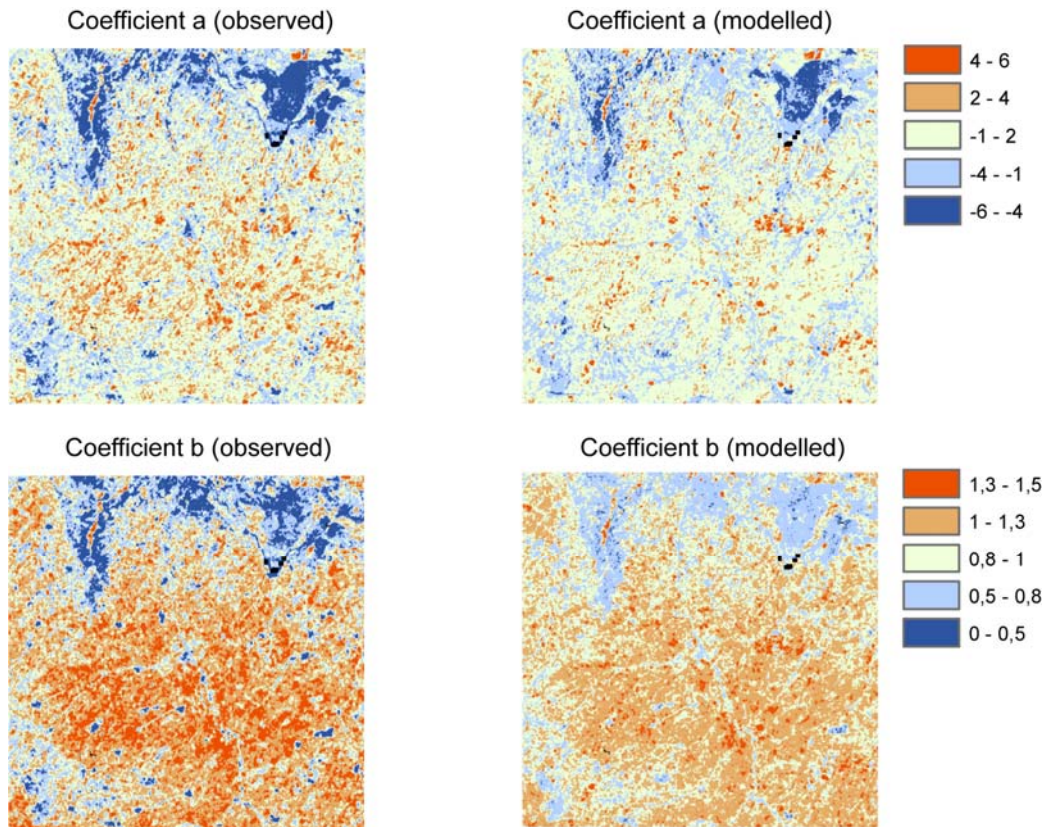 Coefficient a (observed)
Coefficient a (modelled)
4 - 6
2 - 4
-1 - 2
-4 - -1
-6 - -4
Coefficient b (observed)
Coefficient b (modelled)
1,3 - 1,5
1 - 1,3
0,8 - 1
0,5 - 0,8
0 - 0,5